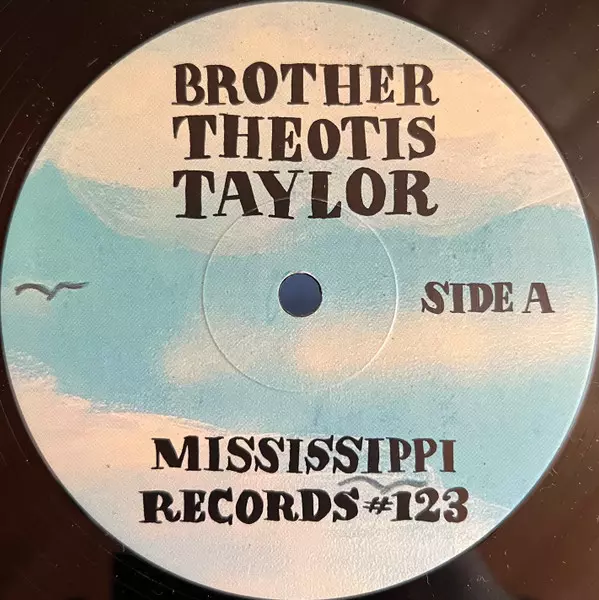 BROTHER
THEOTIS
TAYLOR
SIDE A
MISSISSIPPI
RECORDS #123